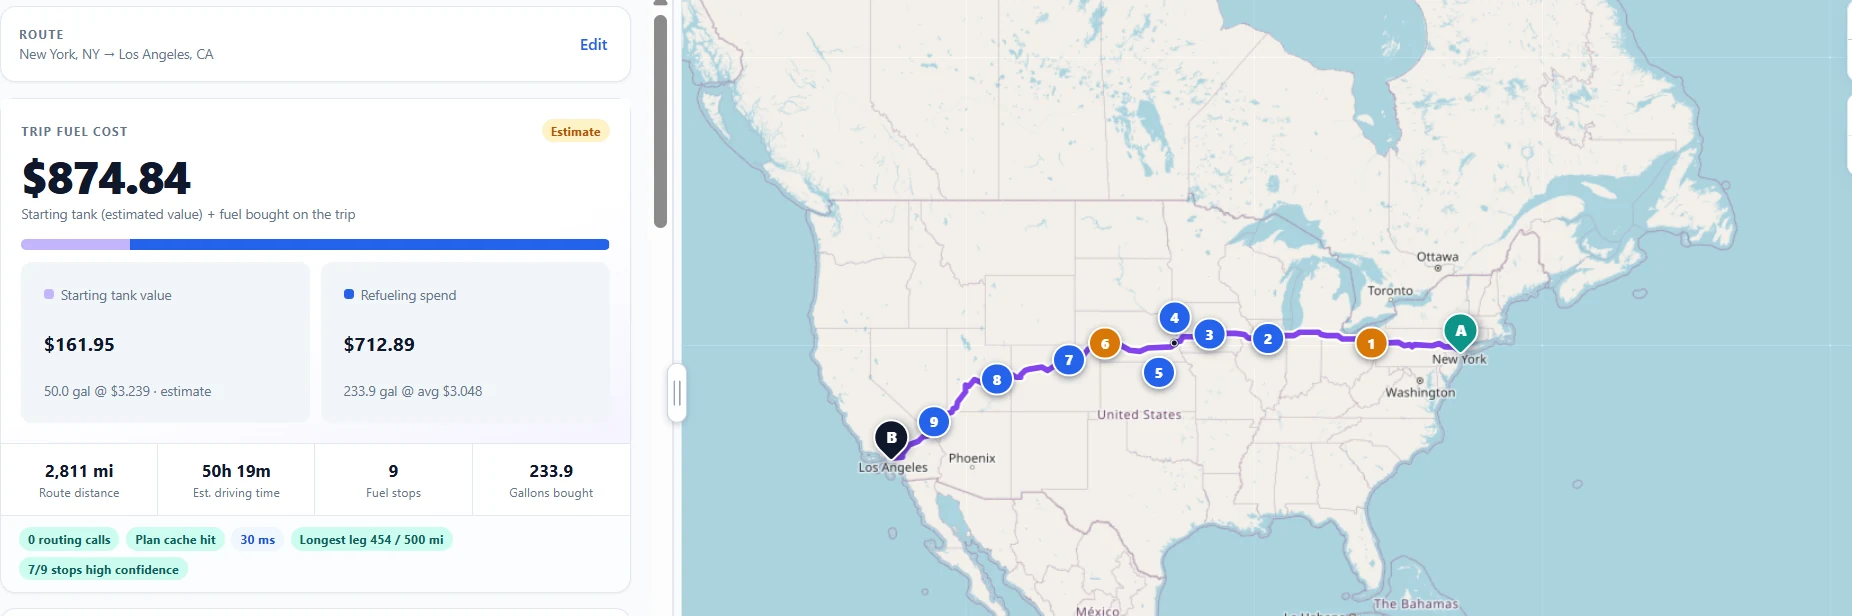 ROUTE
New York, NY → Los Angeles, CA
Edit
TRIP FUEL COST
Estimate
$874.84
Starting tank (estimated value) + fuel bought on the trip
Starting tank value
$161.95
50.0 gal @ $3.239 · estimate
Refueling spend
$712.89
233.9 gal @ avg $3.048
2,811 mi
Route distance
50h 19m
Est. driving time
9
Fuel stops
233.9
Gallons bought
0 routing calls
Plan cache hit
30 ms
Longest leg 454 / 500 mi
7/9 stops high confidence
Ottawa
Toronto
A
New York
Washington
1
2
3
4
5
6
7
8
9
B
Los Angeles
Phoenix
United States
México
The Bahamas